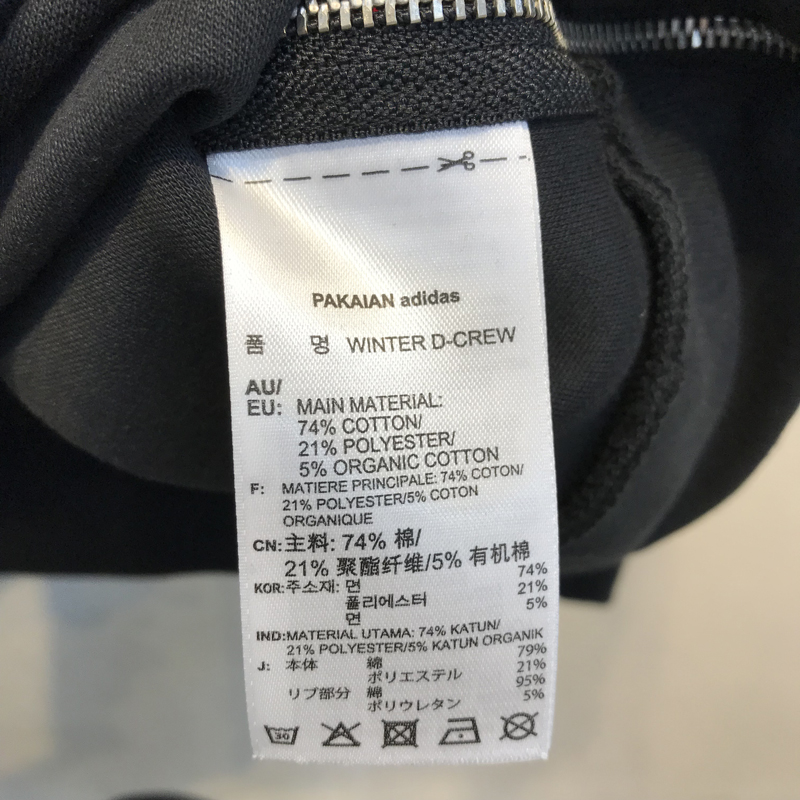 PAKAIAN adidas
품 명 WINTER D-CREW
AU/
EU: MAIN MATERIAL:
74% COTTON/
21% POLYESTER/
5% ORGANIC COTTON
F: MATIERE PRINCIPALE: 74% COTON/
21% POLYESTER/5% COTON
ORGANIQUE
CN:主料: 74% 棉/
21% 聚酯纤维/5% 有机棉
KOR:주소재: 면 74%
폴리에스터 21%
면 5%
IND:MATERIAL UTAMA: 74% KATUN/
21% POLYESTER/5% KATUN ORGANIK
J: 本体 綿 79%
ポリエステル 21%
リブ部分 綿 95%
ポリウレタン 5%
30